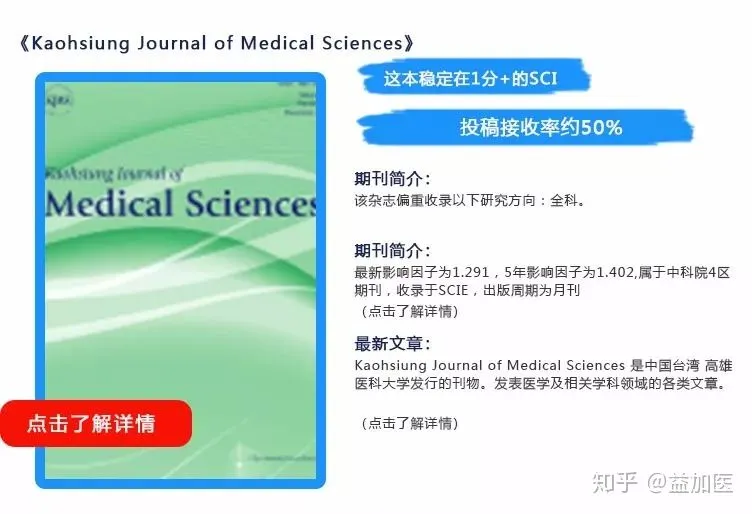 《Kaohsiung Journal of Medical Sciences》
这本稳定在1分+的SCI
投稿接收率约50%
Kaohsiung Journal of
Medical Sciences
期刊简介：
该杂志偏重收录以下研究方向：全科。
期刊简介：
最新影响因子为1.291，5年影响因子为1.402,属于中科院4区
期刊，收录于SCIE，出版周期为月刊
（点击了解详情）
最新文章：
Kaohsiung Journal of Medical Sciences 是中国台湾 高雄
医科大学发行的刊物。发表医学及相关学科领域的各类文章。
（点击了解详情）
点击了解详情
知乎 @益加医